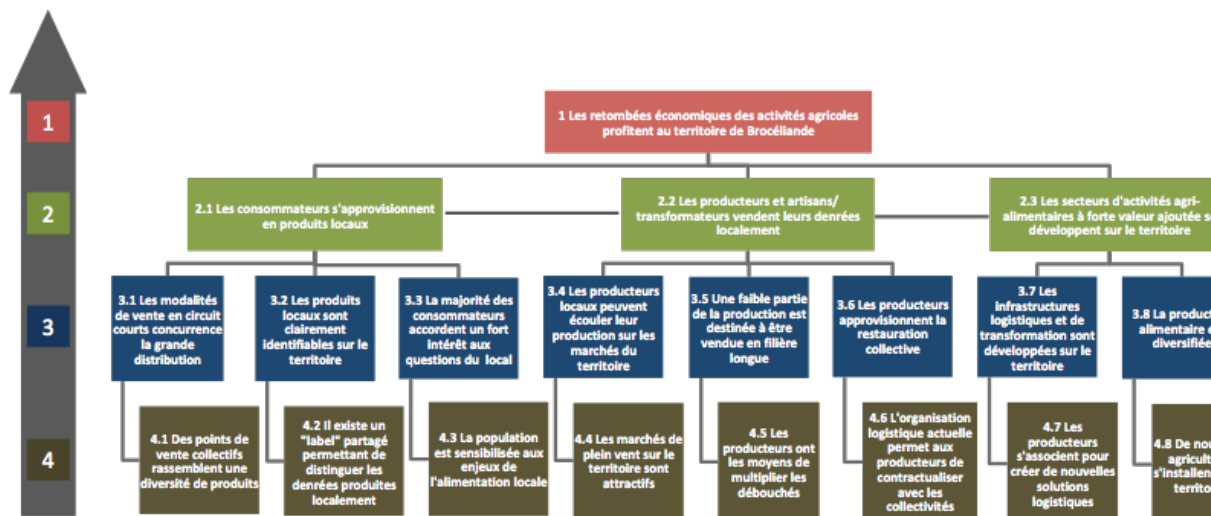 1
1 Les retombées économiques des activités agricoles
profitent au territoire de Brocéliande
2
2.1 Les consommateurs s'approvisionnent
en produits locaux
2.2 Les producteurs et artisans/
transformateurs vendent leurs denrées
localement
2.3 Les secteurs d'activités agri-
alimentaires à forte valeur ajoutée se
développent sur le territoire
3
3.1 Les modalités
de vente en circuit
courts concurrence
la grande
distribution
3.2 Les produits
locaux sont
clairement
identifiables sur le
territoire
3.3 La majorité des
consommateurs
accordent un fort
intérêt aux
questions du local
3.4 Les producteurs
locaux peuvent
écouler leur
production sur les
marchés du
territoire
3.5 Une faible partie
de la production est
destinée à être
vendue en filière
longue
3.6 Les producteurs
approvisionnent la
restauration
collective
3.7 Les
infrastructures
logistiques et de
transformation sont
développées sur le
territoire
3.8 La product
alimentaire e
diversifiée
4
4.1 Des points de
vente collectifs
rassemblent une
diversité de produits
4.2 Il existe un
"label" partagé
permettant de
distinguer les
denrées produites
localement
4.3 La population
est sensibilisée aux
enjeux de
l'alimentation locale
4.4 Les marchés de
plein vent sur le
territoire sont
attractifs
4.5 Les
producteurs ont
les moyens de
multiplier les
débouchés
4.6 L'organisation
logistique actuelle
permet aux
producteurs de
contractualiser
avec les
collectivités
4.7 Les
producteurs
s'associent pour
créer de nouvelles
solutions
logistiques
4.8 De nou
agricult
s'installen
territo